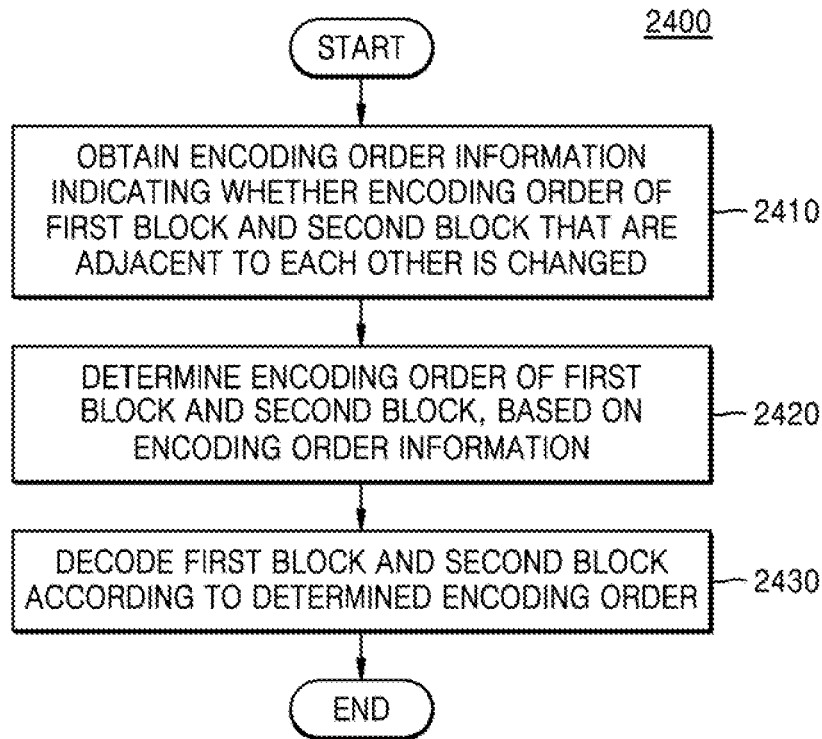 2400
START
OBTAIN ENCODING ORDER INFORMATION
INDICATING WHETHER ENCODING ORDER OF
FIRST BLOCK AND SECOND BLOCK THAT ARE
ADJACENT TO EACH OTHER IS CHANGED
2410
DETERMINE ENCODING ORDER OF FIRST
BLOCK AND SECOND BLOCK, BASED ON
ENCODING ORDER INFORMATION
2420
DECODE FIRST BLOCK AND SECOND BLOCK
ACCORDING TO DETERMINED ENCODING ORDER
2430
END